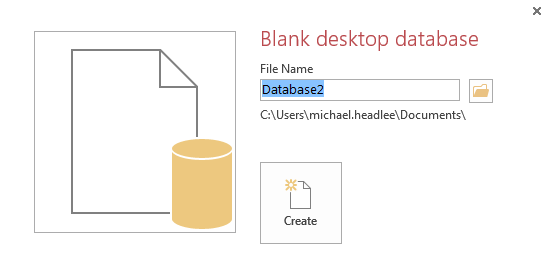 Blank desktop database
File Name
Database2
C:\Users\michael.headlee\Documents\
Create